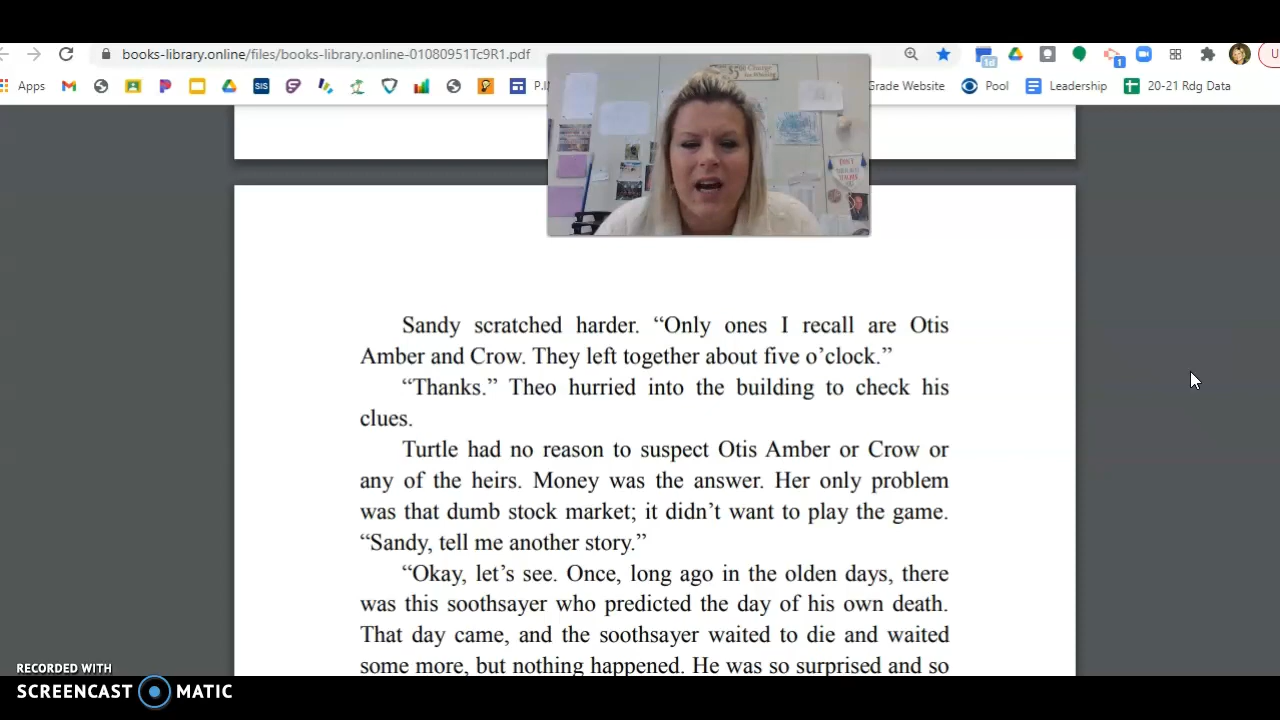 books-library.online/files/books-library.online-01080951Tc9R1.pdf
1d
1
Apps
SIS
P.I
Grade Website
Pool
Leadership
20-21 Rdg Data
Sandy scratched harder. “Only ones I recall are Otis
Amber and Crow. They left together about five o’clock.”
“Thanks.” Theo hurried into the building to check his
clues.
Turtle had no reason to suspect Otis Amber or Crow or
any of the heirs. Money was the answer. Her only problem
was that dumb stock market; it didn’t want to play the game.
“Sandy, tell me another story.”
“Okay, let’s see. Once, long ago in the olden days, there
was this soothsayer who predicted the day of his own death.
That day came, and the soothsayer waited to die and waited
some more, but nothing happened. He was so surprised and so
RECORDED WITH
SCREENCAST MATIC